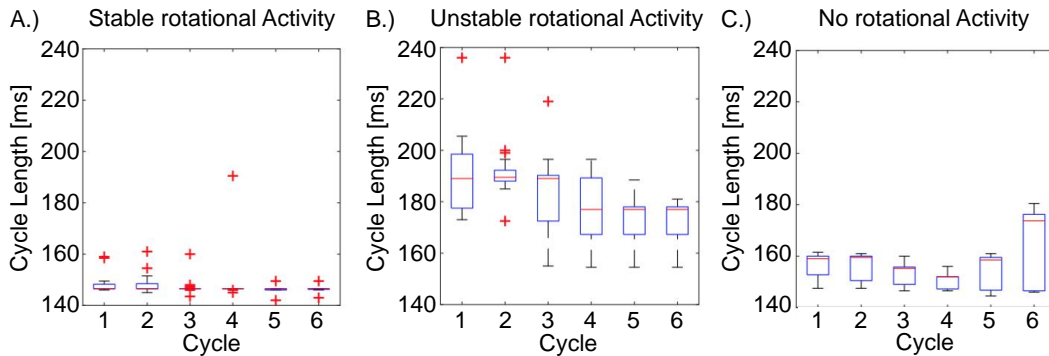 A.) Stable rotational Activity
B.) Unstable rotational Activity
C.) No rotational Activity
Cycle Length [ms]
240
220
200
180
160
140
1 2 3 4 5 6
Cycle
Cycle Length [ms]
240
220
200
180
160
140
1 2 3 4 5 6
Cycle
Cycle Length [ms]
240
220
200
180
160
140
1 2 3 4 5 6
Cycle